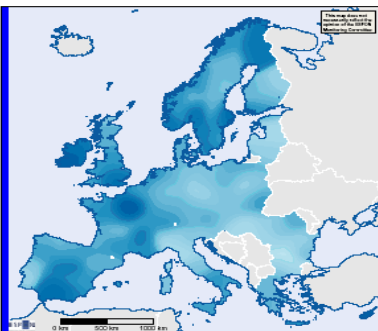 This map does not
necessarily reflect the
opinion of the ESPON
Monitoring Committee
0 km
500 km
1000 km